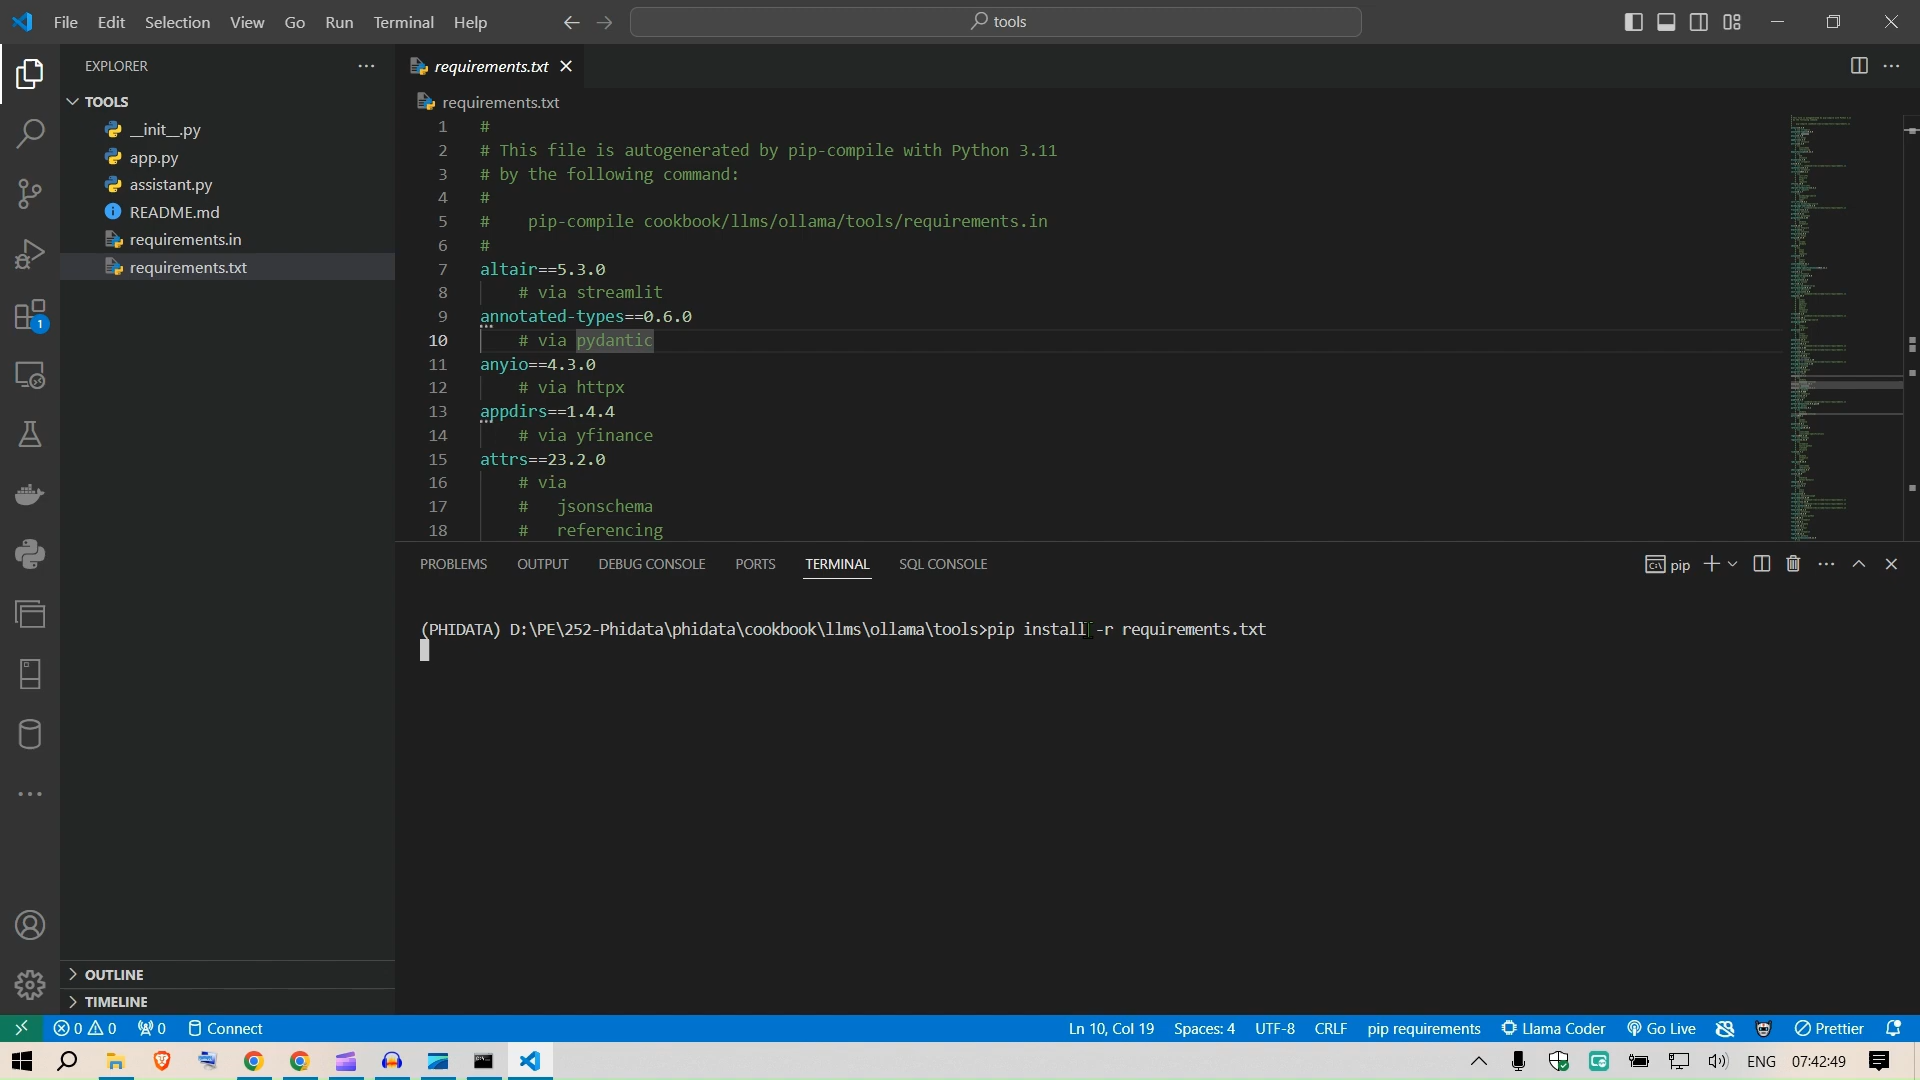 File Edit Selection View Go Run Terminal Help
tools
EXPLORER
TOOLS
__init__.py
app.py
assistant.py
README.md
requirements.in
requirements.txt
1
OUTLINE
TIMELINE
requirements.txt
requirements.txt
1 #
2 # This file is autogenerated by pip-compile with Python 3.11
3 # by the following command:
4 #
5 #    pip-compile cookbook/llms/ollama/tools/requirements.in
6 #
7 altair==5.3.0
8     # via streamlit
9 annotated-types==0.6.0
10     # via pydantic
11 anyio==4.3.0
12     # via httpx
13 appdirs==1.4.4
14     # via yfinance
15 attrs==23.2.0
16     # via
17     #   jsonschema
18     #   referencing
PROBLEMS OUTPUT DEBUG CONSOLE PORTS TERMINAL SQL CONSOLE
pip
(PHIDATA) D:\PE\252-Phidata\phidata\cookbook\llms\ollama\tools>pip install -r requirements.txt
0 0 0 Connect Ln 10, Col 19 Spaces: 4 UTF-8 CRLF pip requirements Llama Coder Go Live Prettier
ENG 07:42:49